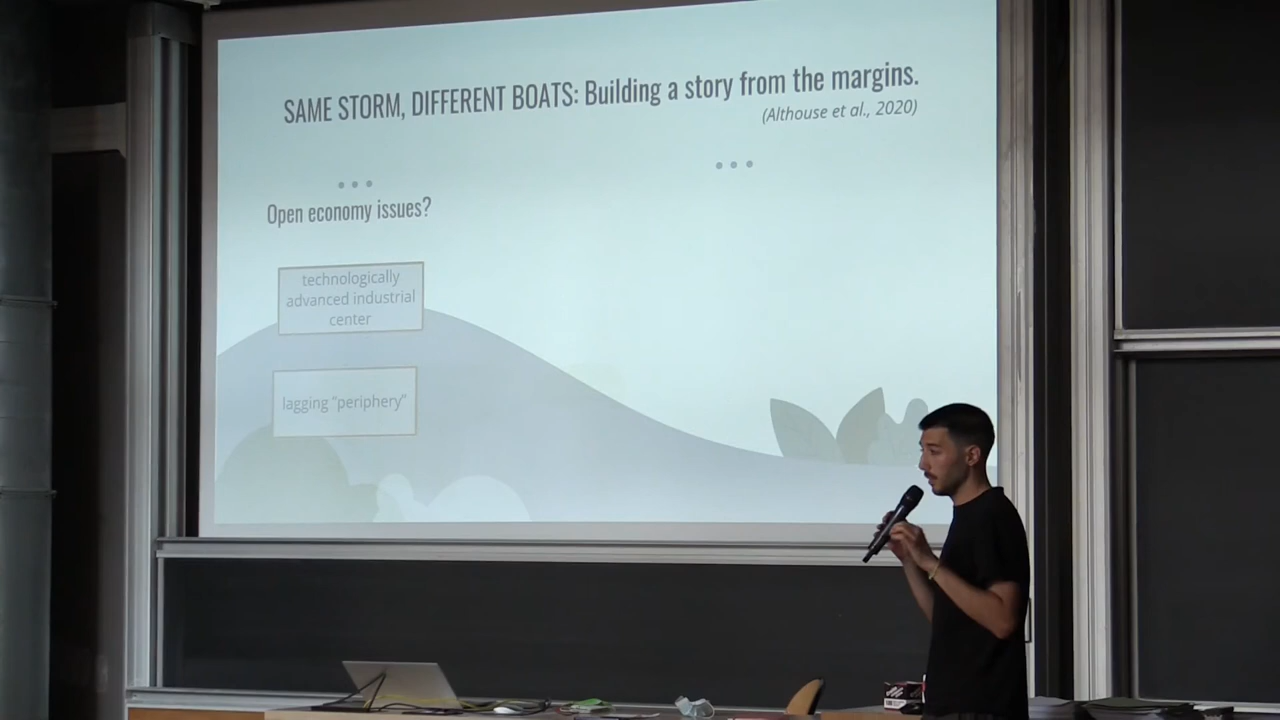 SAME STORM, DIFFERENT BOATS: Building a story from the margins.
(Althouse et al., 2020)
Open economy issues?
technologically
advanced industrial
center
lagging "periphery"